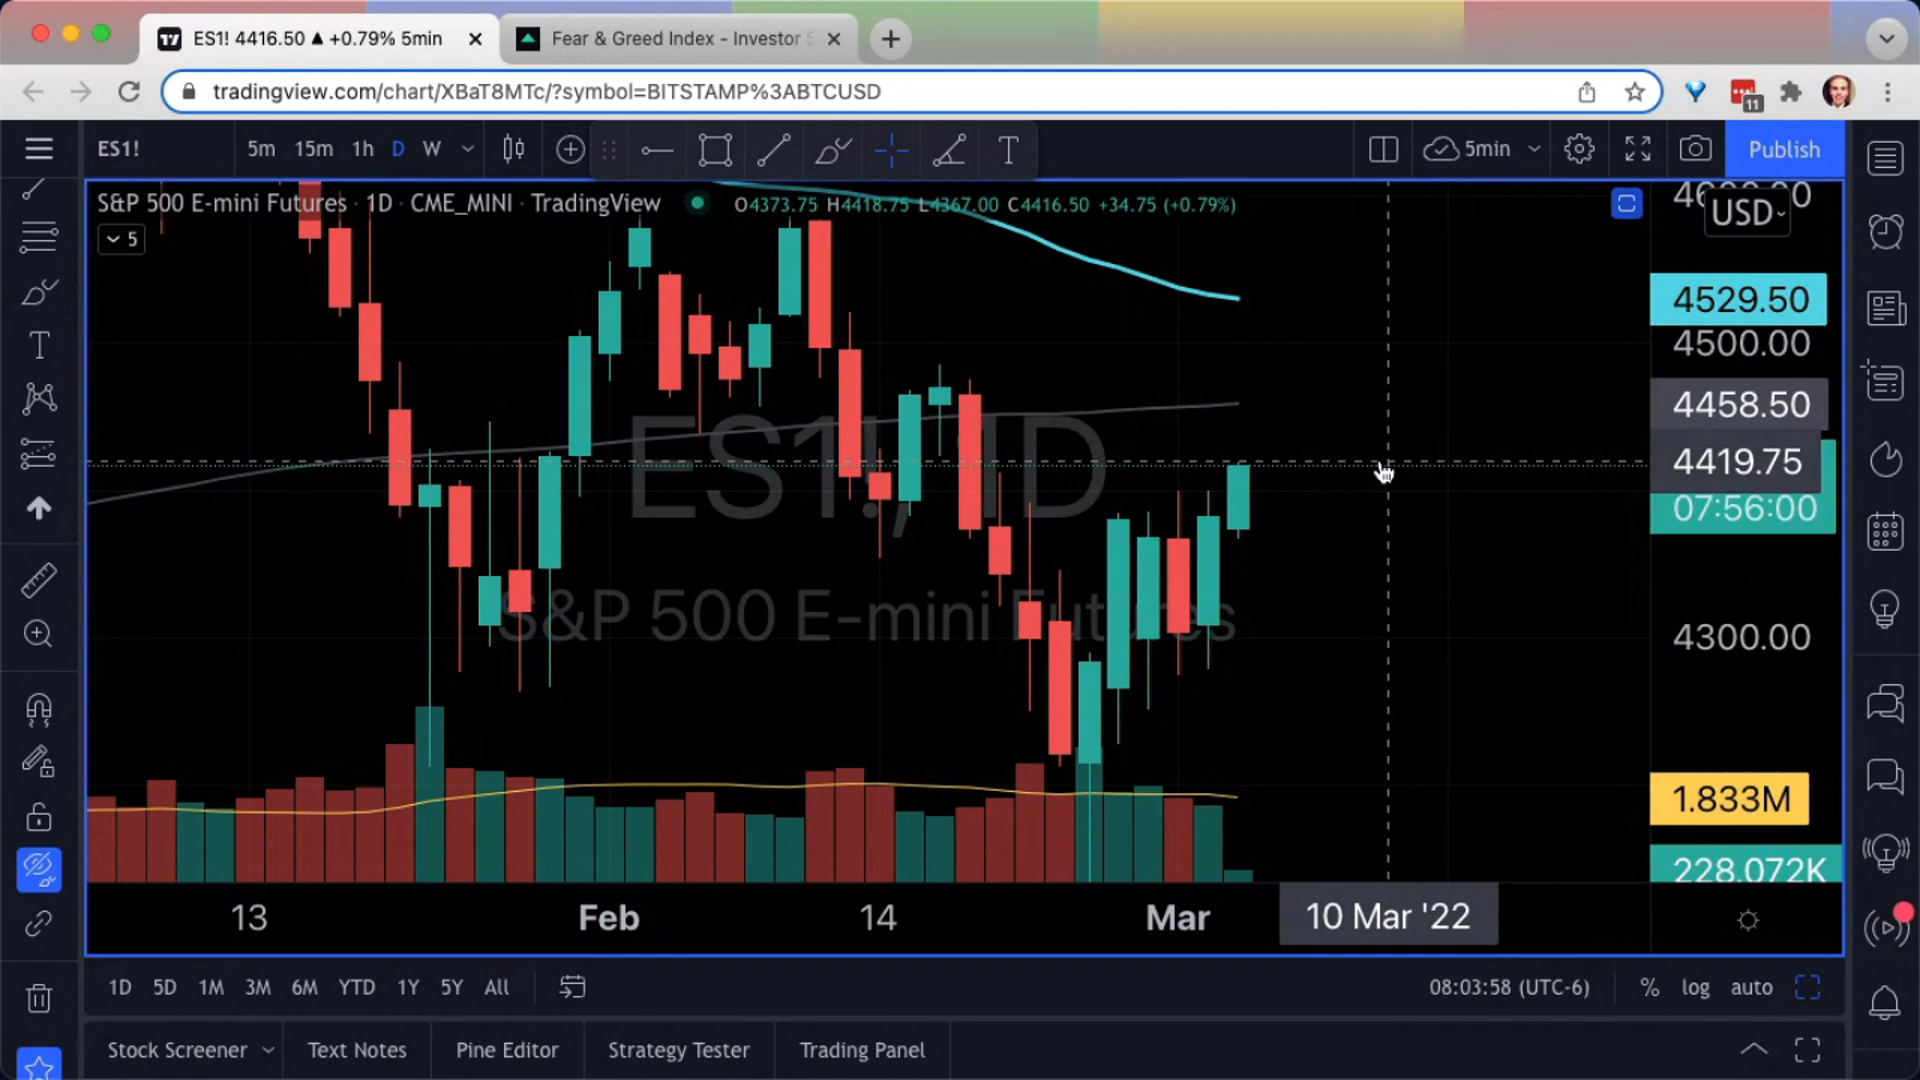 ES1! 4416.50 ▲ +0.79% 5min
Fear & Greed Index - Investor S
tradingview.com/chart/XBaT8MTc/?symbol=BITSTAMP%3ABTCUSD
11
ES1! 5m 15m 1h D W T 5min Publish
S&P 500 E-mini Futures · 1D · CME_MINI · TradingView O4373.75 H4418.75 L4367.00 C4416.50 +34.75 (+0.79%)
USD
5
4529.50
4500.00
4458.50
4419.75
07:56:00
4300.00
1.833M
228.072K
ES1!, 1D
S&P 500 E-mini Futures
13 Feb 14 Mar 10 Mar '22
1D 5D 1M 3M 6M YTD 1Y 5Y All 08:03:58 (UTC-6) % log auto
Stock Screener Text Notes Pine Editor Strategy Tester Trading Panel